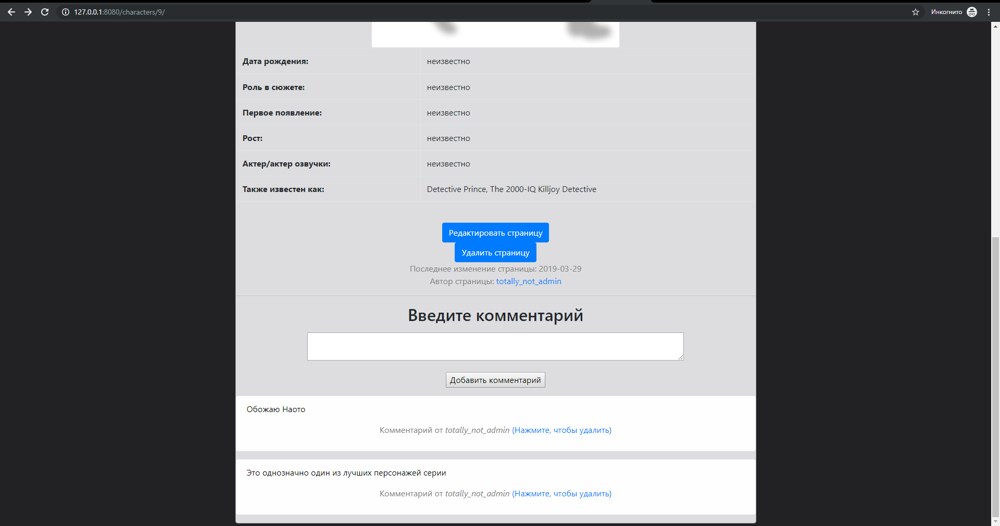 127.0.0.1:8080/characters/9/
Инкогнито
Дата рождения: неизвестно
Роль в сюжете: неизвестно
Первое появление: неизвестно
Рост: неизвестно
Актер/актер озвучки: неизвестно
Также известен как: Detective Prince, The 2000-IQ Killjoy Detective
Редактировать страницу
Удалить страницу
Последнее изменение страницы: 2019-03-29
Автор страницы: totally_not_admin
Введите комментарий
Добавить комментарий
Обожаю Наото
Комментарий от totally_not_admin (Нажмите, чтобы удалить)
Это однозначно один из лучших персонажей серии
Комментарий от totally_not_admin (Нажмите, чтобы удалить)